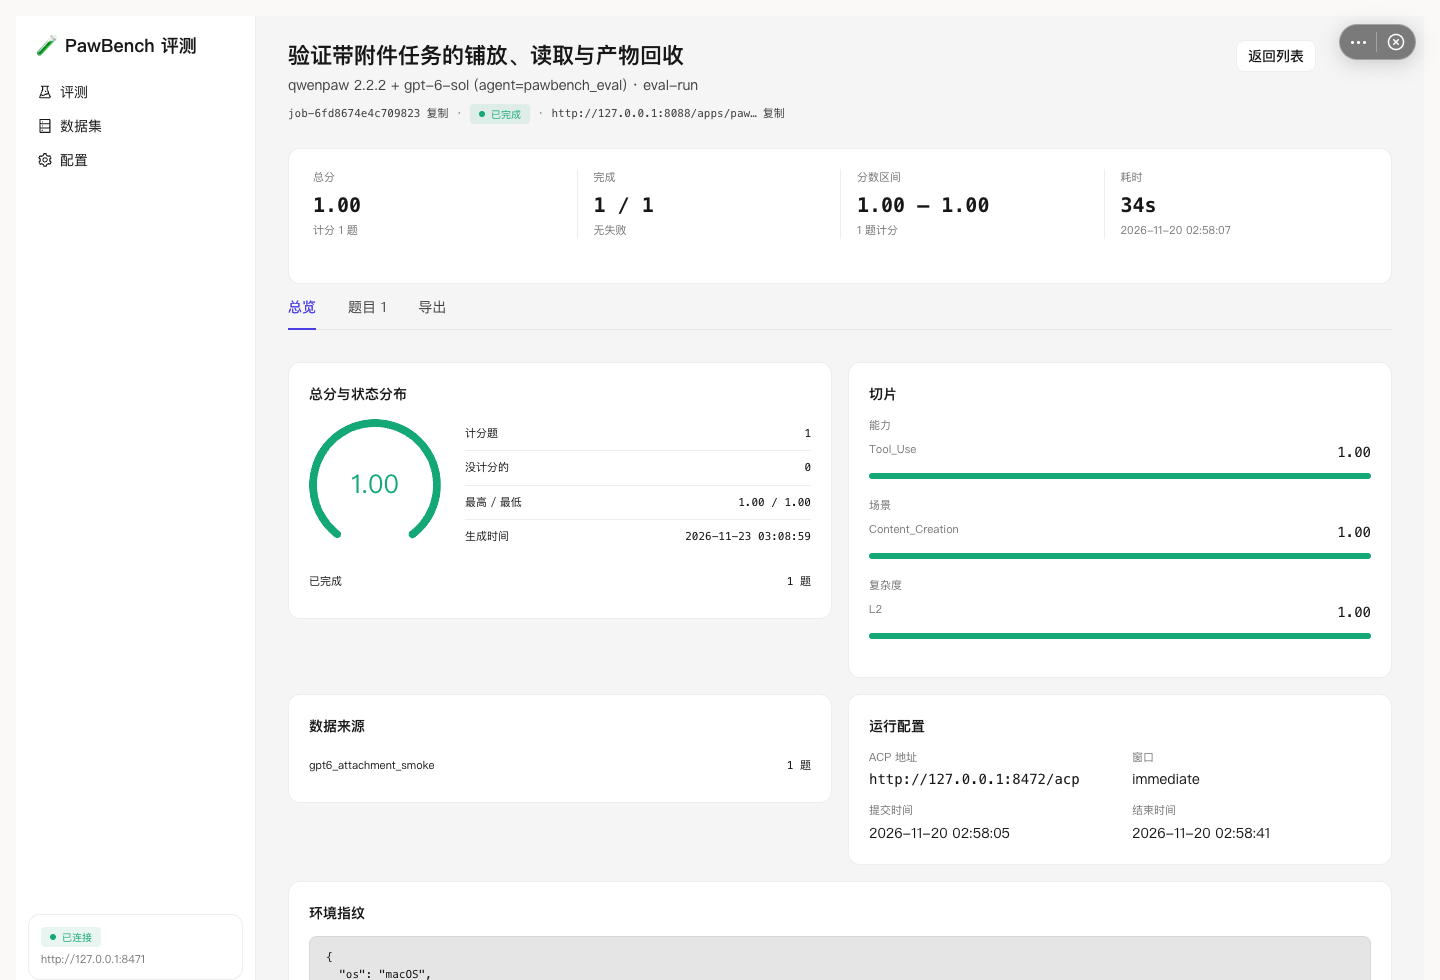 PawBench 评测
评测
数据集
配置
已连接
http://127.0.0.1:8471
验证带附件任务的铺放、读取与产物回收
返回列表
qwenpaw 2.2.2 + gpt-6-sol (agent=pawbench_eval) · eval-run
job-6fd8674e4c709823 复制 · 已完成 · http://127.0.0.1:8088/apps/paw… 复制
总分
1.00
计分 1 题
完成
1 / 1
无失败
分数区间
1.00 – 1.00
1 题计分
耗时
34s
2026-11-20 02:58:07
总览 题目 1 导出
总分与状态分布
1.00
计分题 1
没计分的 0
最高 / 最低 1.00 / 1.00
生成时间 2026-11-23 03:08:59
已完成 1 题
切片
能力
Tool_Use 1.00
场景
Content_Creation 1.00
复杂度
L2 1.00
数据来源
gpt6_attachment_smoke 1 题
运行配置
ACP 地址
http://127.0.0.1:8472/acp
窗口
immediate
提交时间
2026-11-20 02:58:05
结束时间
2026-11-20 02:58:41
环境指纹
{
"os": "macOS",